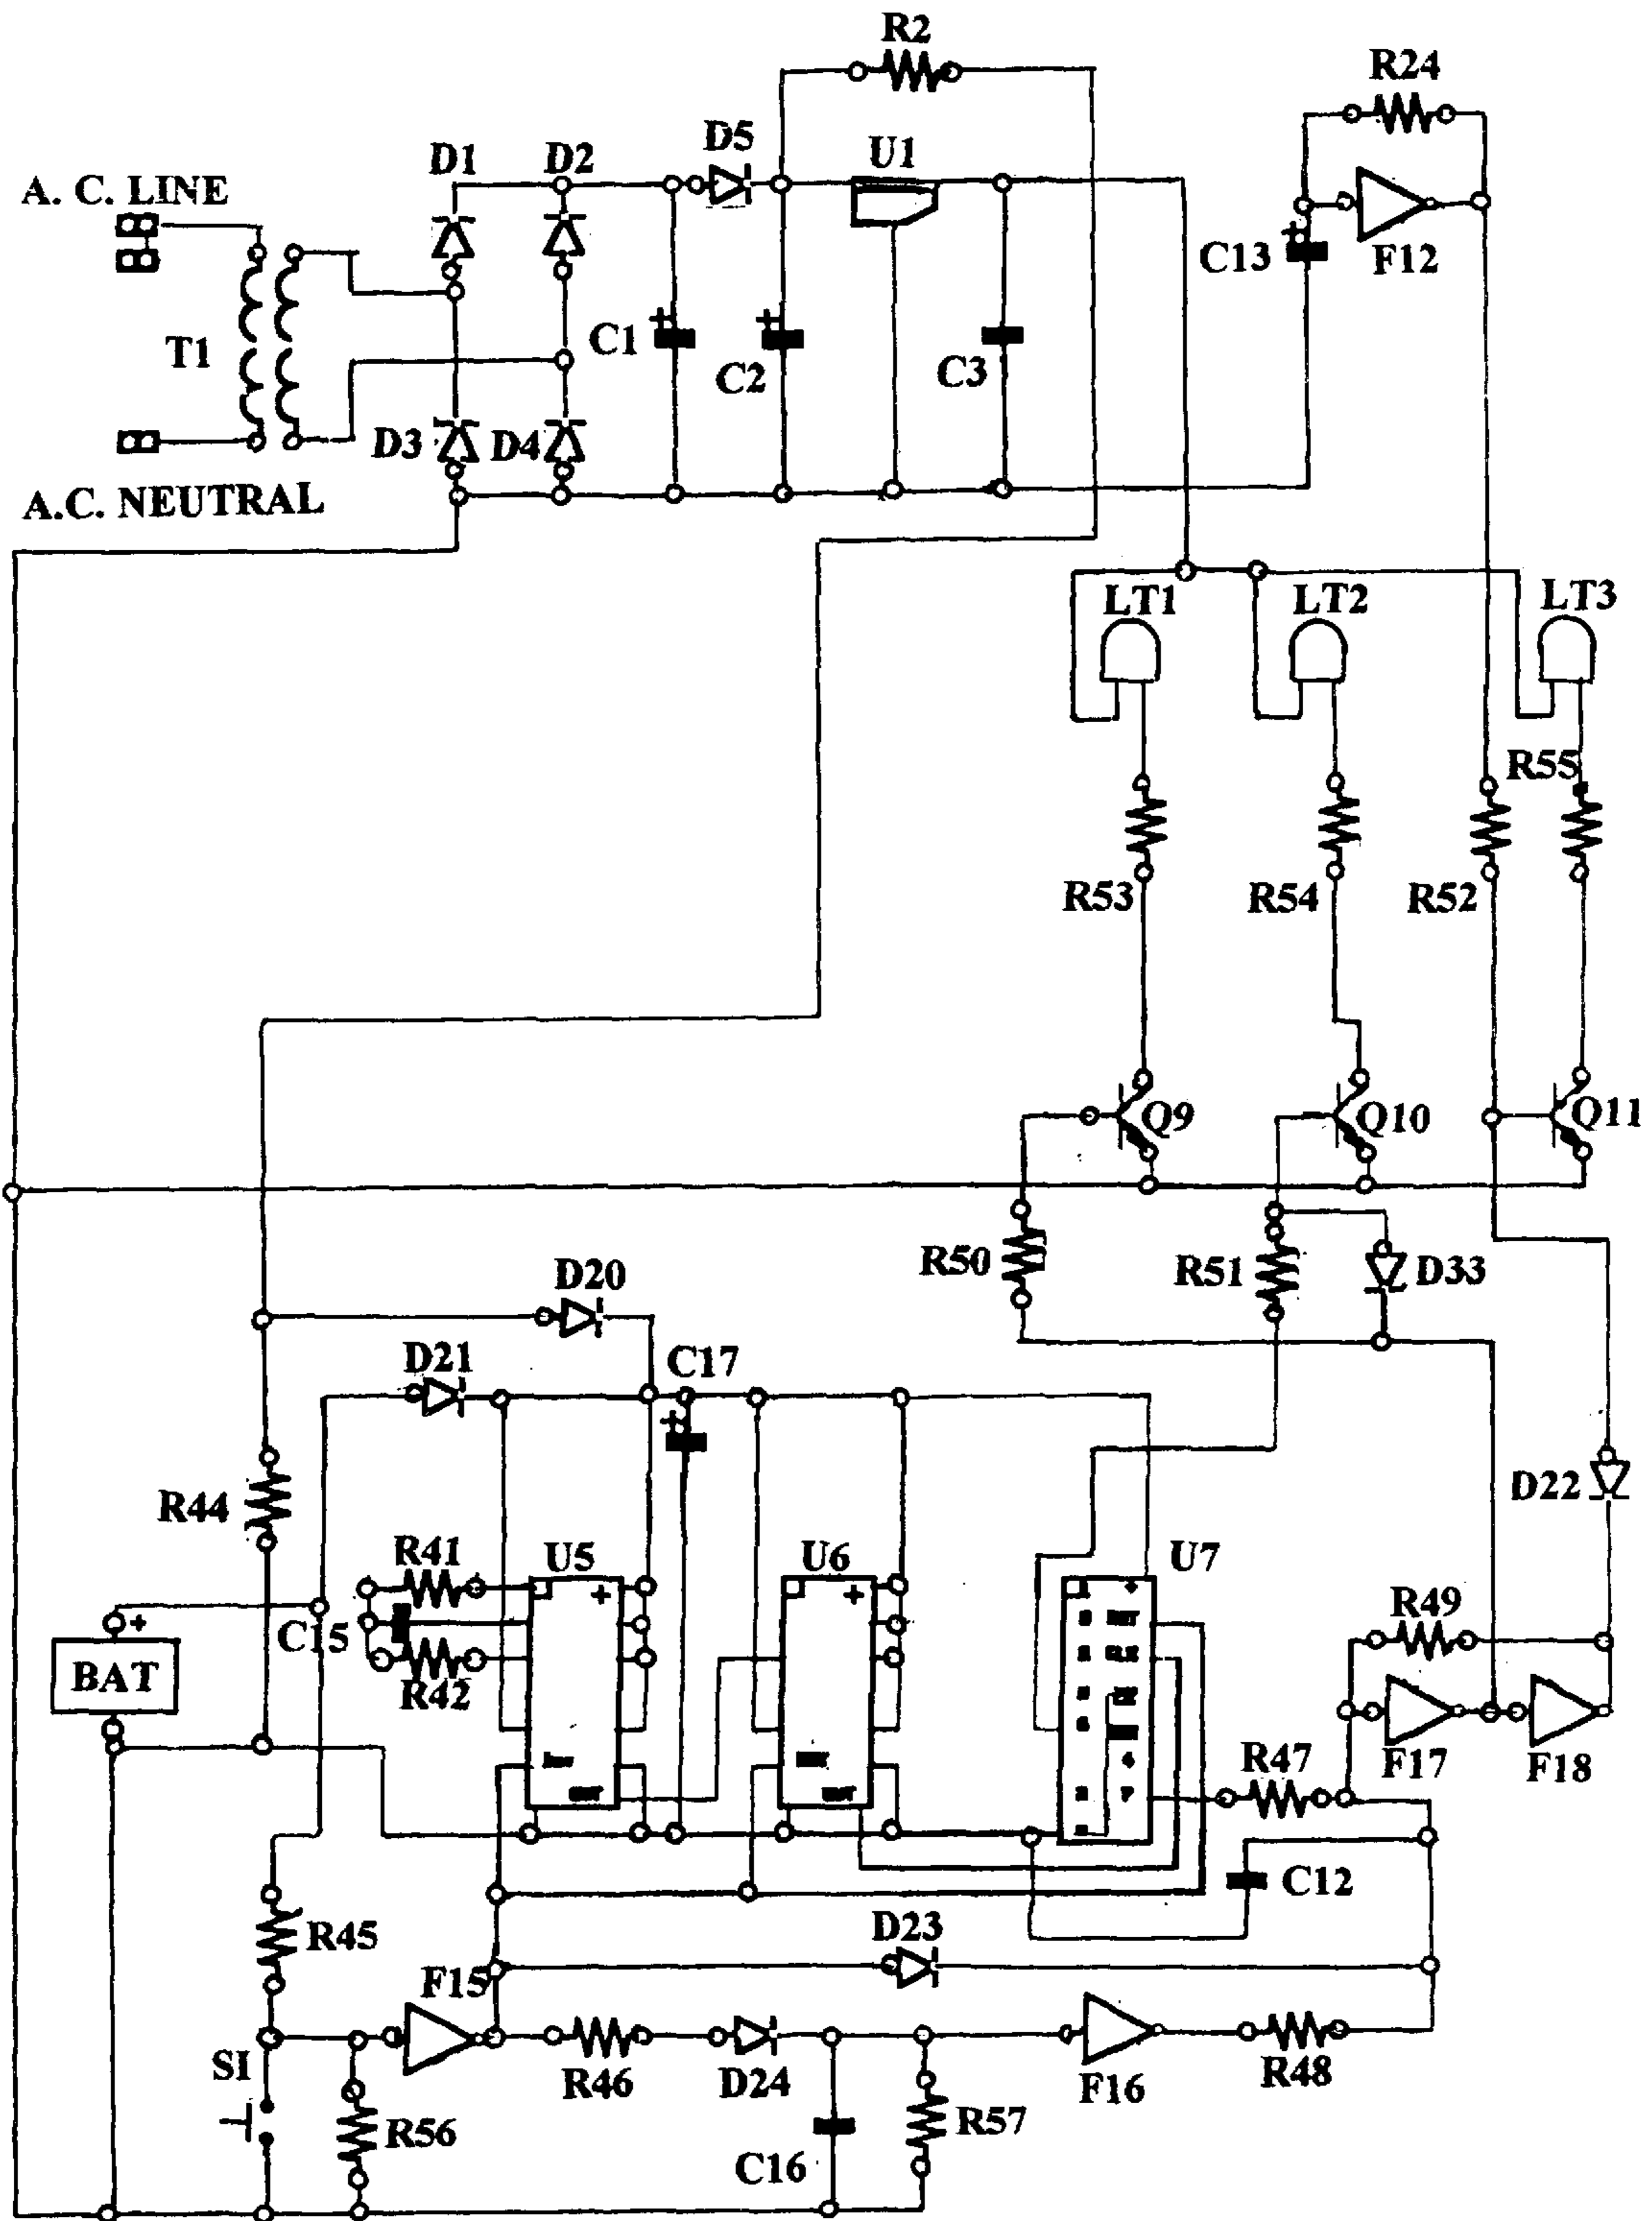 R2
R24
D5
U1
D1
D2
A. C. LINE
F12
C13
C1
C2
C3
T1
D3
D4
A.C. NEUTRAL
LT1
LT2
LT3
R55
R53
R54
R52
Q9
Q10
Q11
R50
R51
D33
D20
D21
C17
R44
D22
R41
U5
U6
U7
+
+
+
R49
C15
BAT
R42
F17
F18
R47
C12
R45
D23
F15
SI
R46
D24
F16
R48
R56
C16
R57